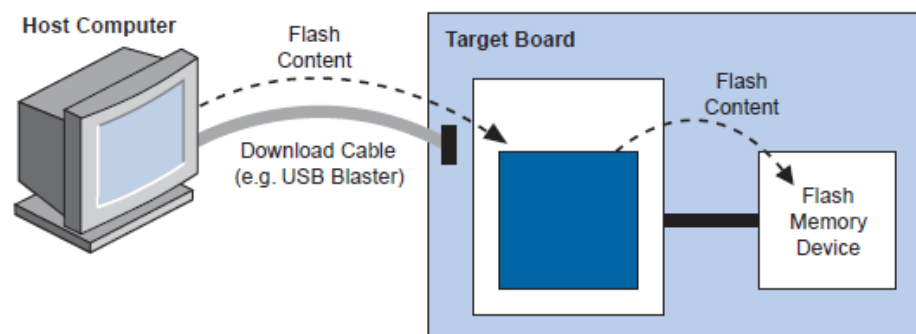 Host Computer
Flash
Content
Download Cable
(e.g. USB Blaster)
Target Board
Flash
Content
Flash
Memory
Device